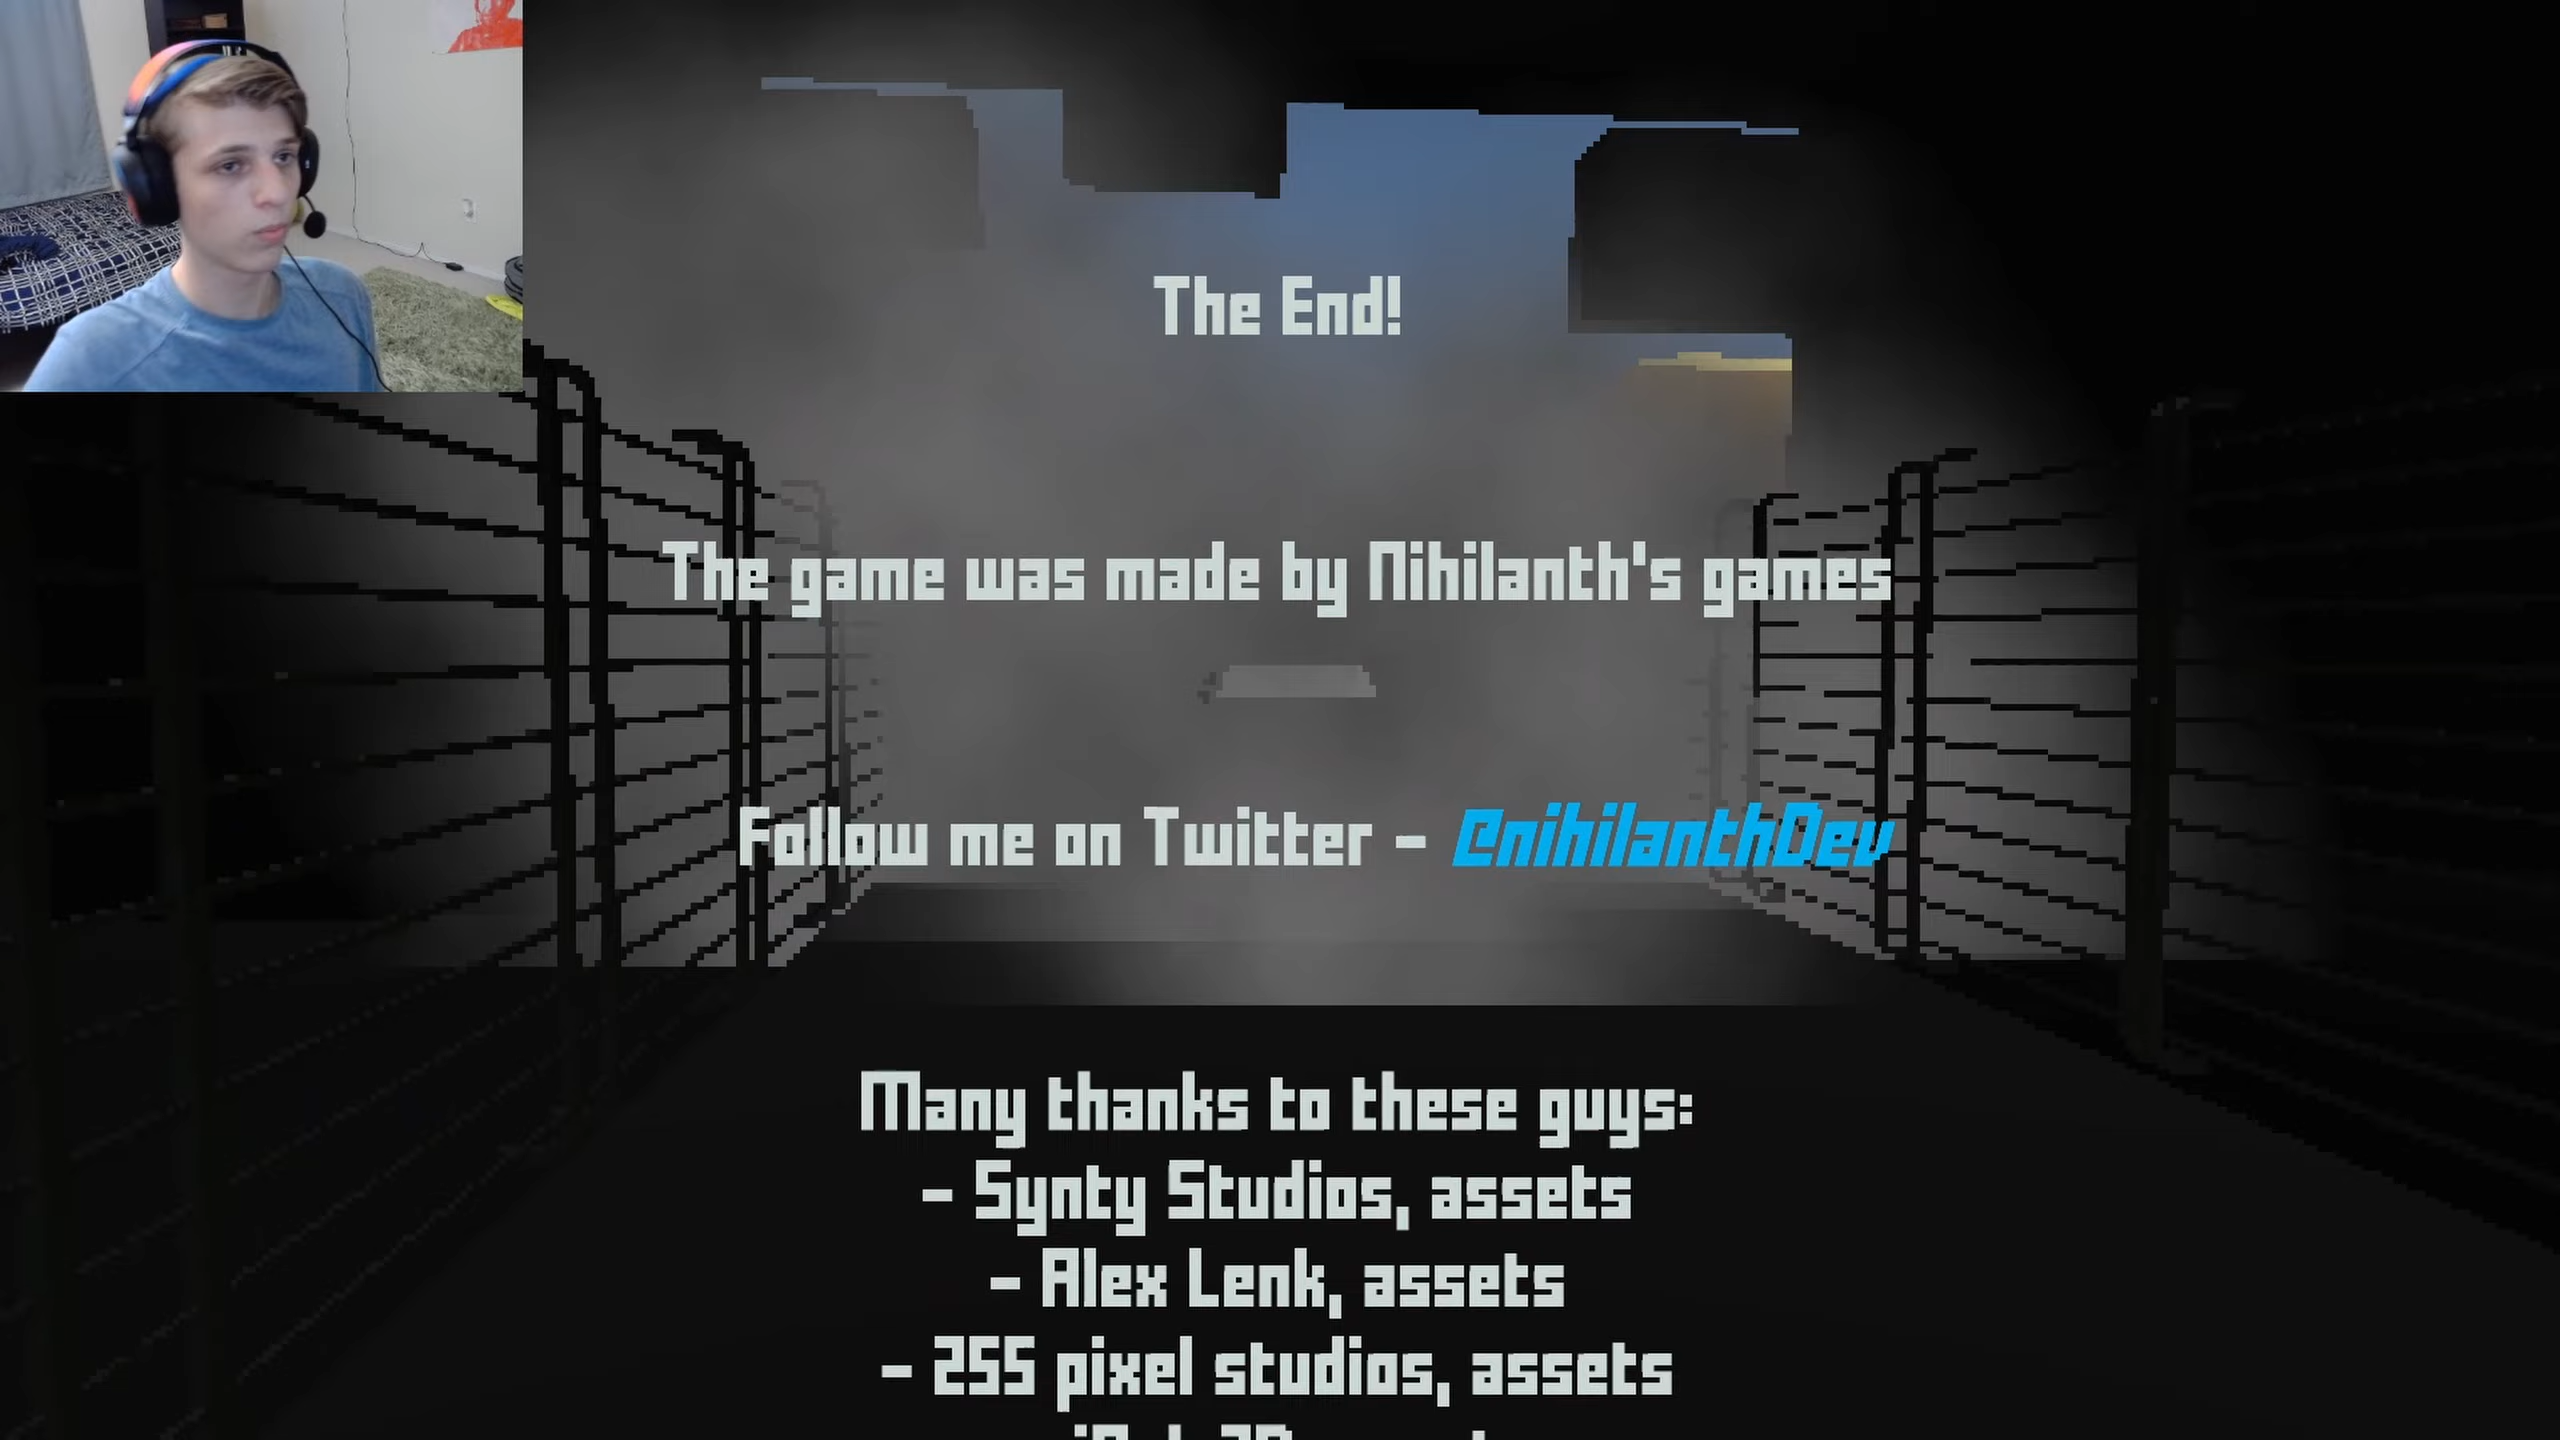 The End!
The game was made by Nihilanth's games
Follow me on Twitter - @nihilanthDev
Many thanks to these guys:
- Synty Studios, assets
- Alex Lenk, assets
- 255 pixel studios, assets